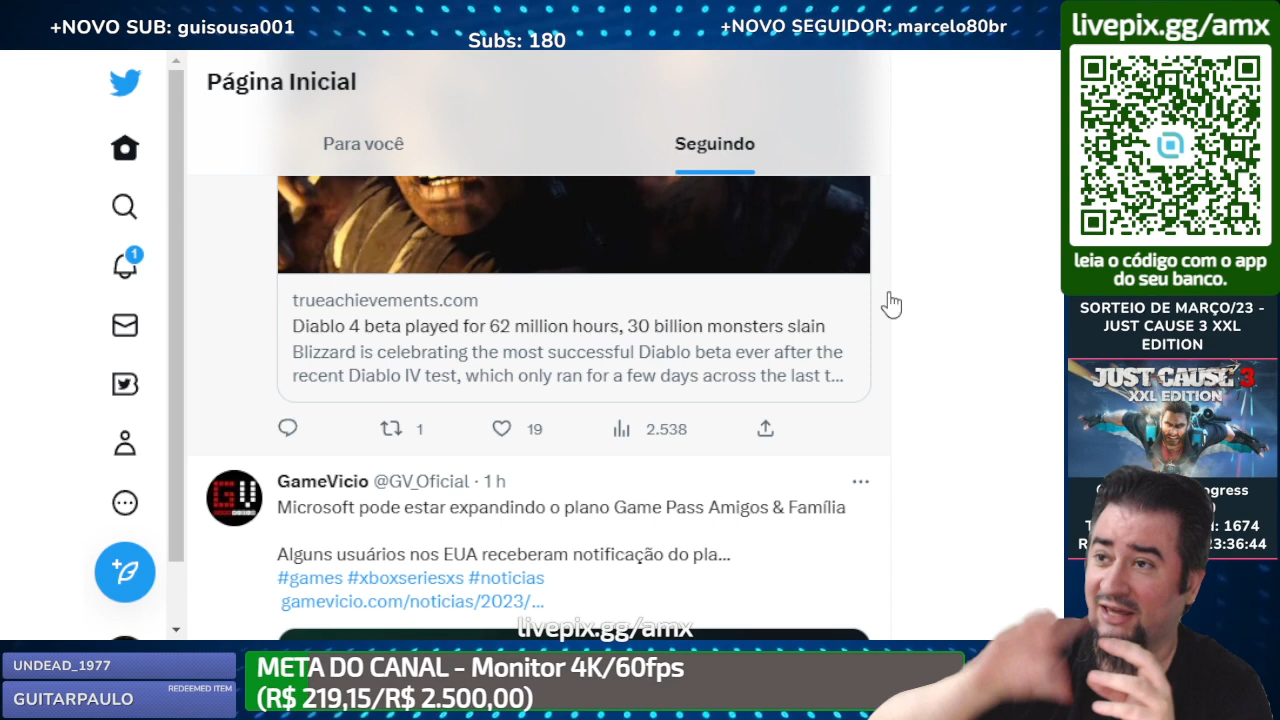 +NOVO SUB: guisousa001
Subs: 180
+NOVO SEGUIDOR: marcelo80br
livepix.gg/amx
leia o código com o app
do seu banco.
SORTEIO DE MARÇO/23 -
JUST CAUSE 3 XXL
EDITION
JUST CAUSE 3
XXL EDITION
1674
23:36:44
Página Inicial
Para você
Seguindo
1
trueachievements.com
Diablo 4 beta played for 62 million hours, 30 billion monsters slain
Blizzard is celebrating the most successful Diablo beta ever after the
recent Diablo IV test, which only ran for a few days across the last t...
1 19 2.538
GV
GameVicio @GV_Oficial · 1 h
Microsoft pode estar expandindo o plano Game Pass Amigos & Família
Alguns usuários nos EUA receberam notificação do pla...
#games #xboxseriesxs #noticias
gamevicio.com/noticias/2023/...
livepix.gg/amx
UNDEAD_1977
GUITARPAULO
REDEEMED ITEM
META DO CANAL - Monitor 4K/60fps
(R$ 219,15/R$ 2.500,00)